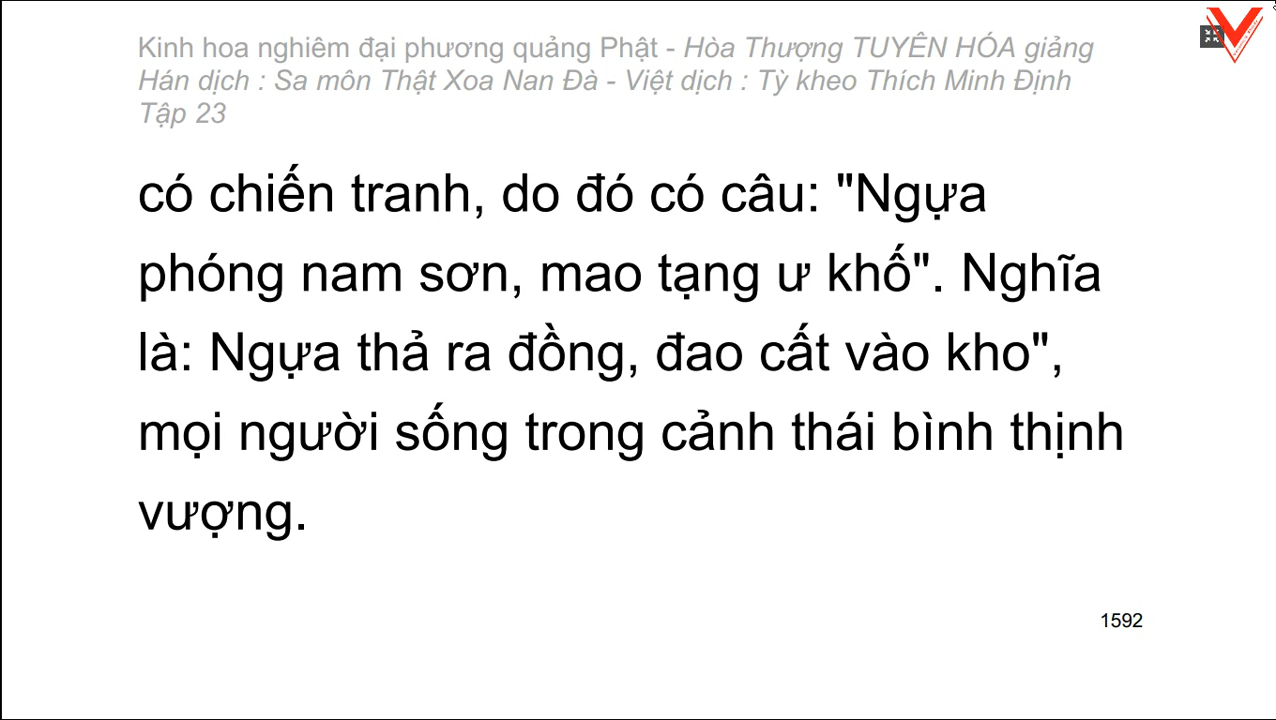 Kinh hoa nghiêm đại phương quảng Phật - Hòa Thượng TUYÊN HÓA giảng
Hán dịch : Sa môn Thật Xoa Nan Đà - Việt dịch : Tỳ kheo Thích Minh Định
Tập 23
có chiến tranh, do đó có câu: "Ngựa
phóng nam sơn, mao tạng ư khố". Nghĩa
là: Ngựa thả ra đồng, đao cất vào kho",
mọi người sống trong cảnh thái bình thịnh
vượng.
1592